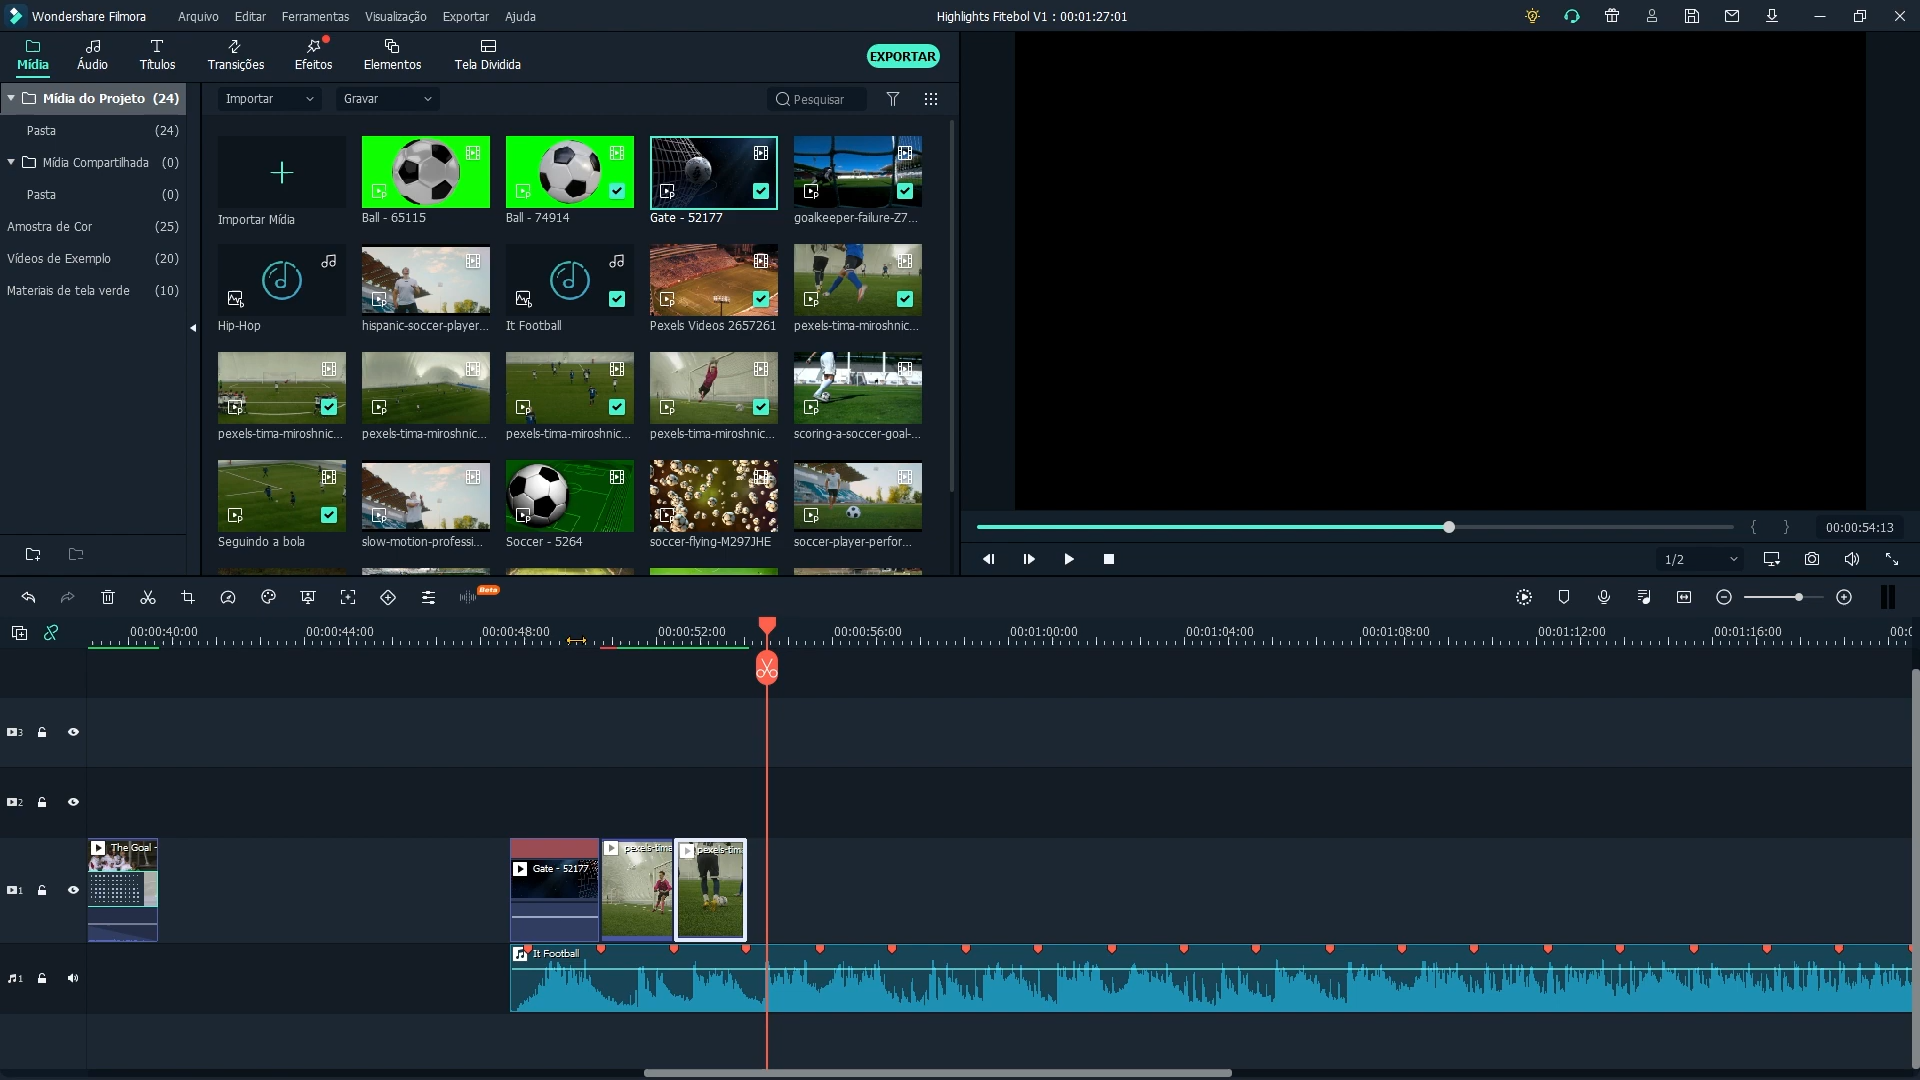 Wondershare Filmora
Arquivo
Editar
Ferramentas
Visualização
Exportar
Ajuda
Highlights Fitebol V1 : 00:01:27:01
Mídia
Áudio
Títulos
Transições
Efeitos
Elementos
Tela Dividida
EXPORTAR
Mídia do Projeto (24)
Pasta (24)
Mídia Compartilhada (0)
Pasta (0)
Amostra de Cor (25)
Vídeos de Exemplo (20)
Materiais de tela verde (10)
Importar
Gravar
Pesquisar
Importar Mídia
Ball - 65115
Ball - 74914
Gate - 52177
goalkeeper-failure-Z7...
Hip-Hop
hispanic-soccer-player...
It Football
Pexels Videos 2657261
pexels-tima-miroshnic...
pexels-tima-miroshnic...
pexels-tima-miroshnic...
pexels-tima-miroshnic...
pexels-tima-miroshnic...
scoring-a-soccer-goal-...
Seguindo a bola
slow-motion-professi...
Soccer - 5264
soccer-flying-M297JHE
soccer-player-perfor...
00:00:54:13
1/2
Beta
00:00:40:00
00:00:44:00
00:00:48:00
00:00:52:00
00:00:56:00
00:01:00:00
00:01:04:00
00:01:08:00
00:01:12:00
00:01:16:00
00:0
3
2
The Goal -
Gate - 52177
pexels-tima
pexels-tim
1
It Football
1